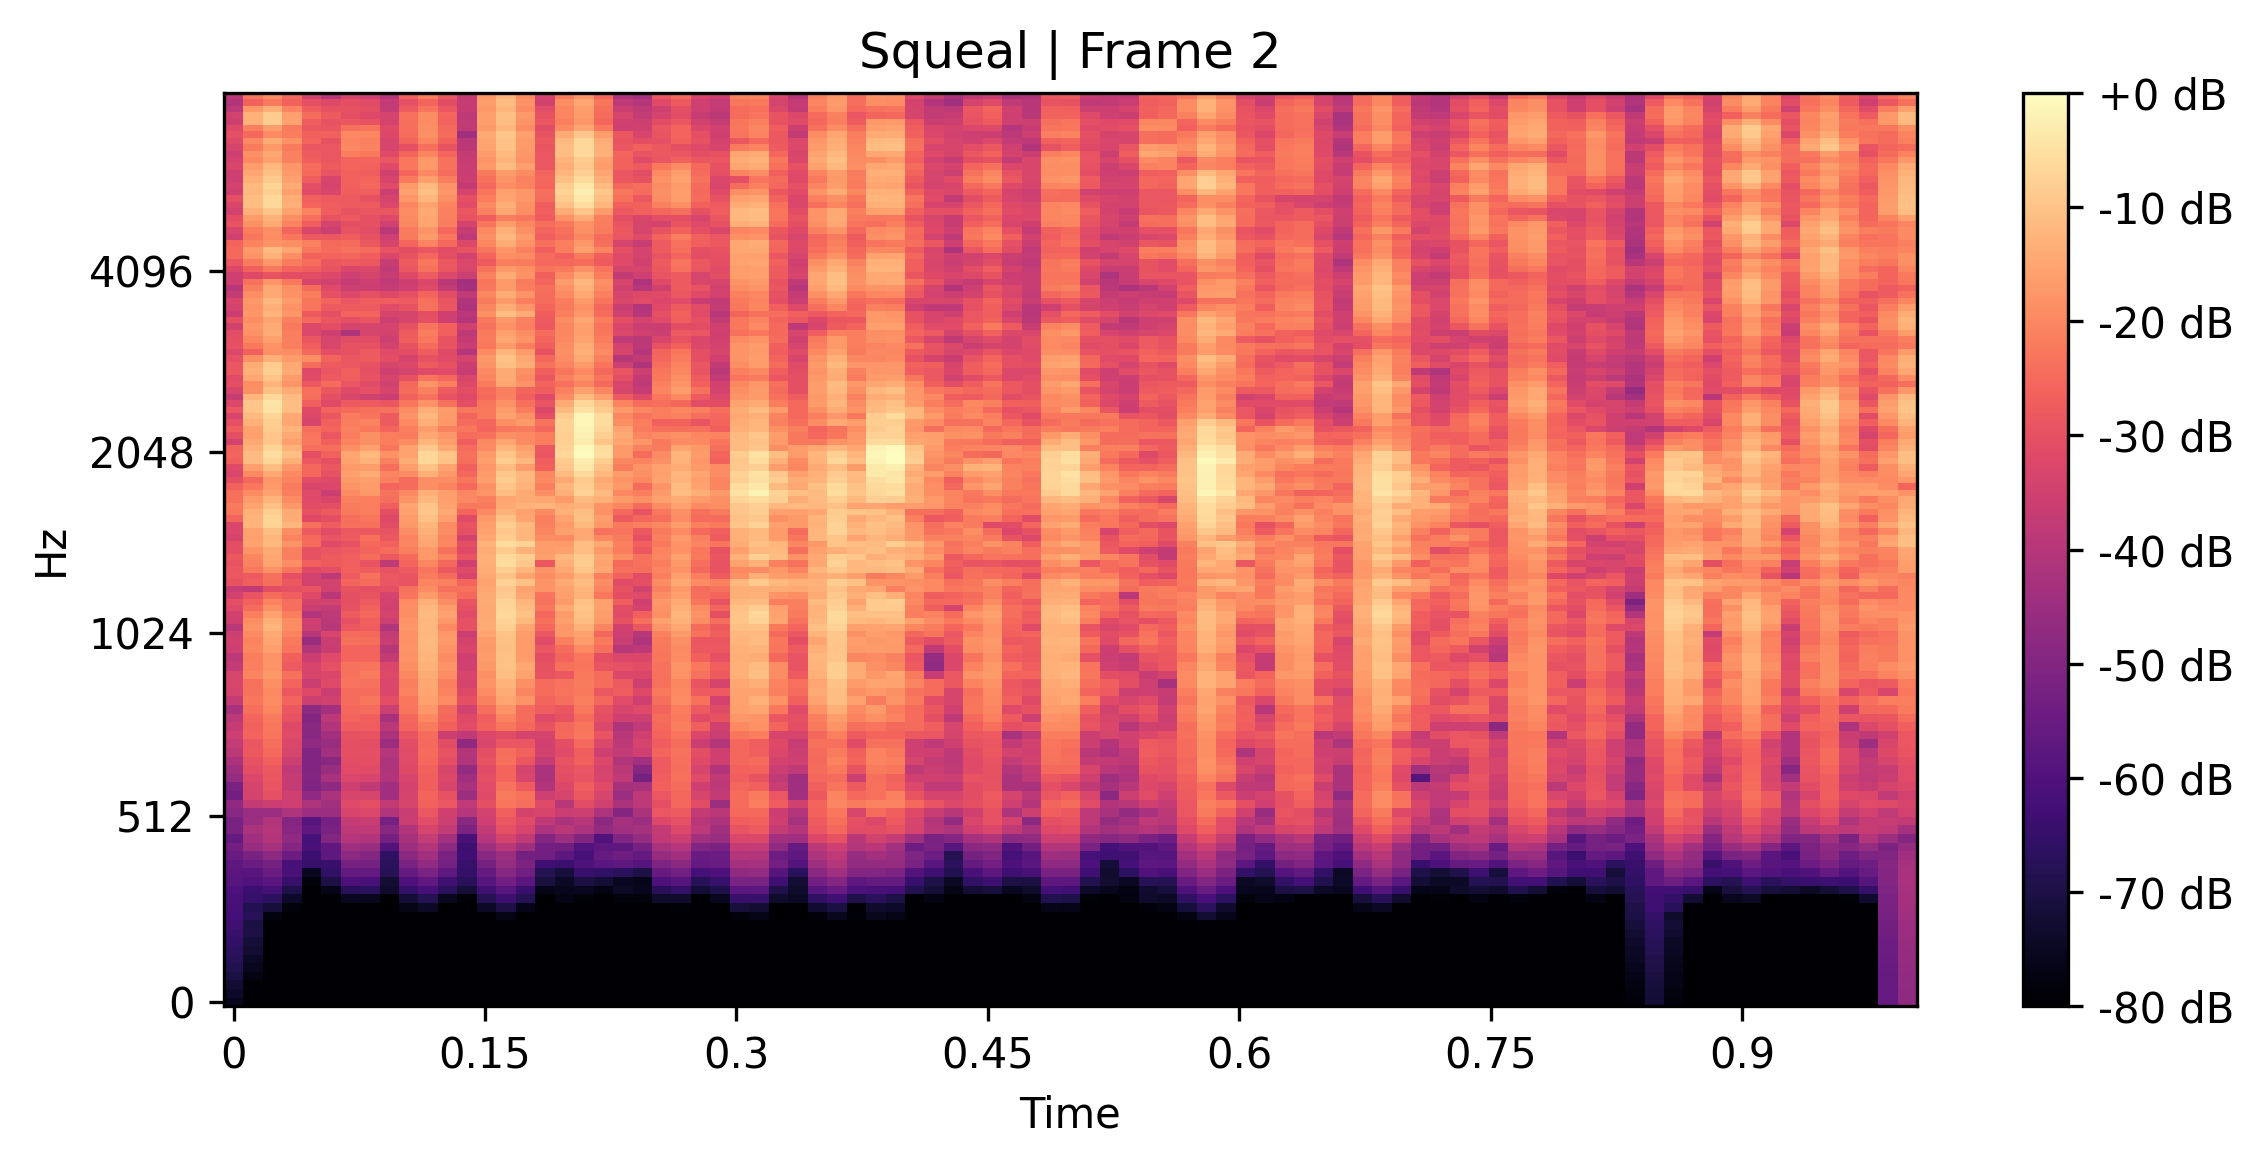 Squeal | Frame 2
Hz
4096
2048
1024
512
0
0 0.15 0.3 0.45 0.6 0.75 0.9
Time
+0 dB
-10 dB
-20 dB
-30 dB
-40 dB
-50 dB
-60 dB
-70 dB
-80 dB